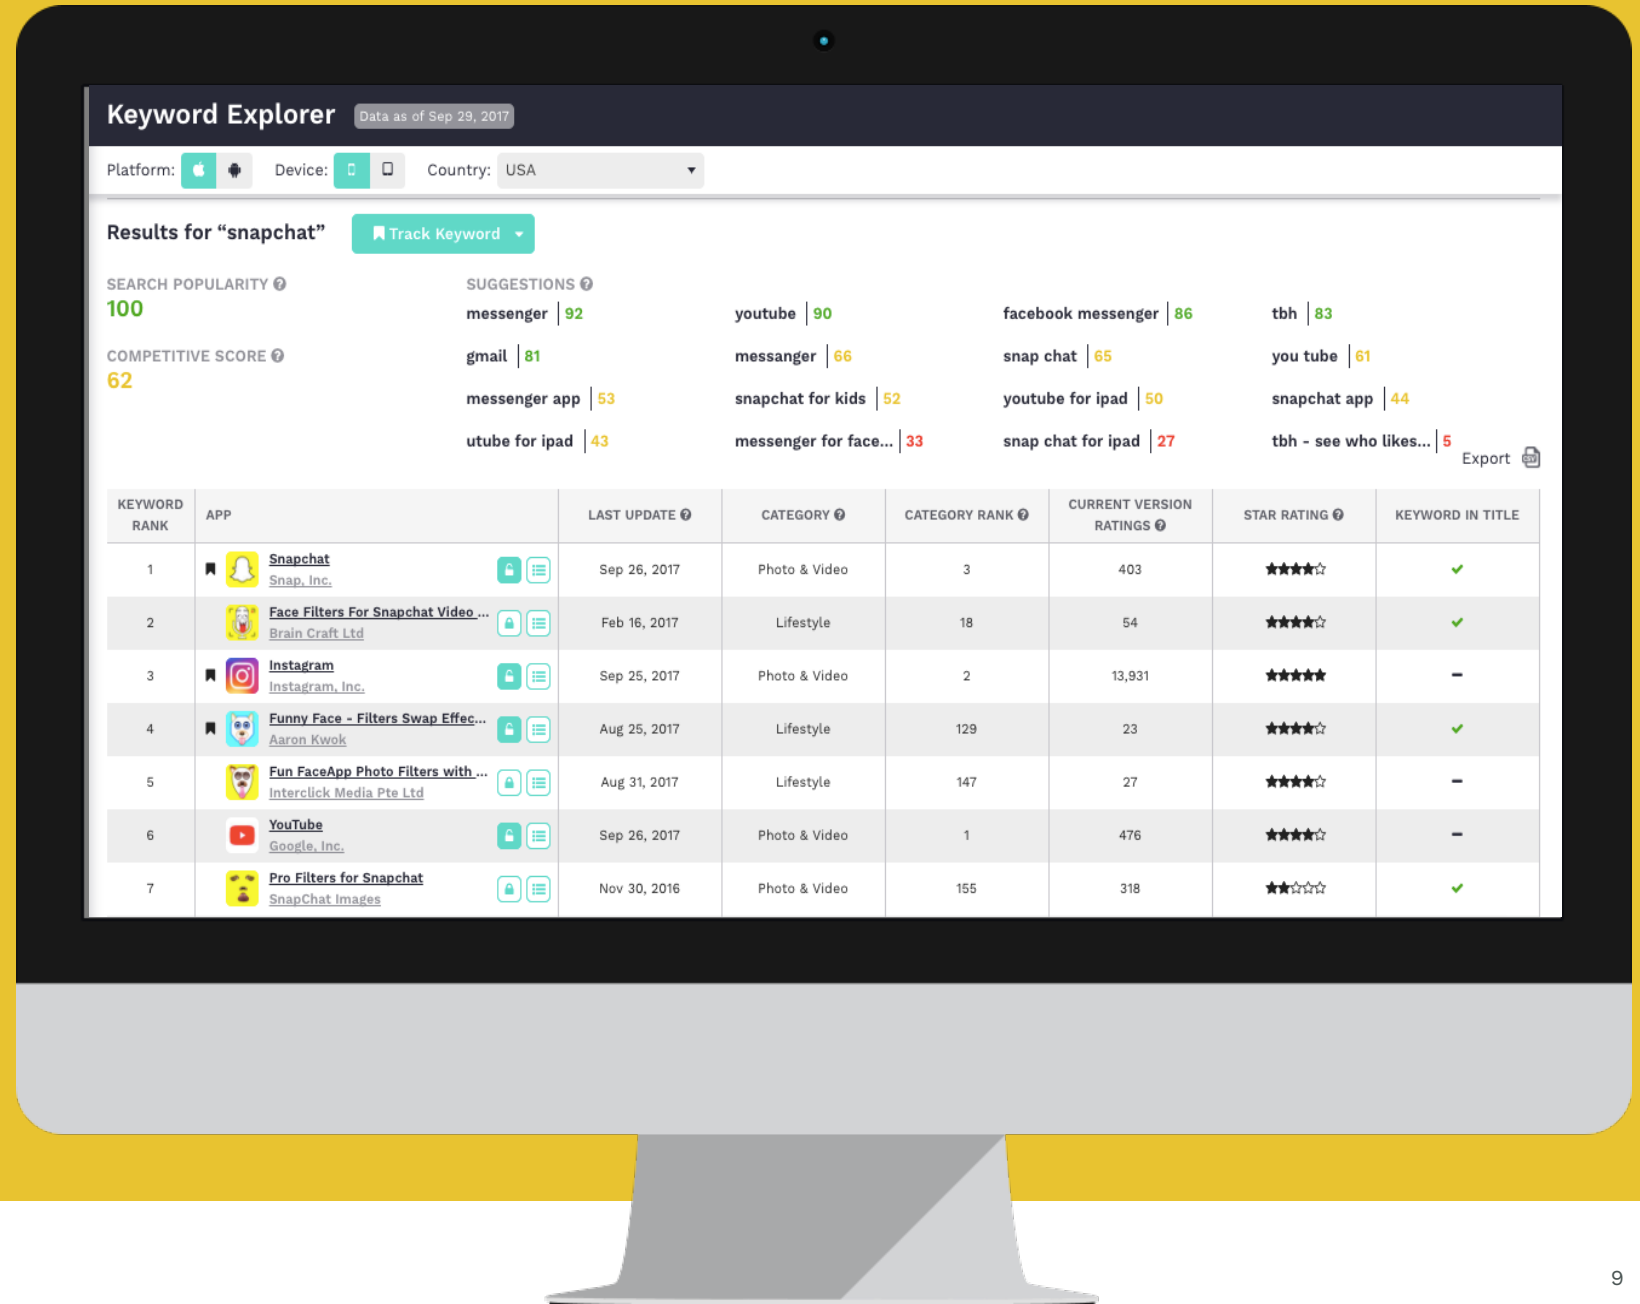 Keyword Explorer Data as of Sep 29, 2017
Platform: Device: Country: USA
Results for “snapchat” Track Keyword
SEARCH POPULARITY
100
COMPETITIVE SCORE
62
SUGGESTIONS
messenger 92 youtube 90 facebook messenger 86 tbh 83
gmail 81 messanger 66 snap chat 65 you tube 61
messenger app 53 snapchat for kids 52 youtube for ipad 50 snapchat app 44
utube for ipad 43 messenger for face... 33 snap chat for ipad 27 tbh - see who likes... 5
Export
KEYWORD RANK APP LAST UPDATE CATEGORY CATEGORY RANK CURRENT VERSION RATINGS STAR RATING KEYWORD IN TITLE
1 Snapchat Sep 26, 2017 Photo & Video 3 403
Snap, Inc.
2 Face Filters For Snapchat Video ... Feb 16, 2017 Lifestyle 18 54
Brain Craft Ltd
3 Instagram Sep 25, 2017 Photo & Video 2 13,931
Instagram, Inc.
4 Funny Face - Filters Swap Effec... Aug 25, 2017 Lifestyle 129 23
Aaron Kwok
5 Fun FaceApp Photo Filters with ... Aug 31, 2017 Lifestyle 147 27
Interclick Media Pte Ltd
6 YouTube Sep 26, 2017 Photo & Video 1 476
Google, Inc.
7 Pro Filters for Snapchat Nov 30, 2016 Photo & Video 155 318
SnapChat Images
9